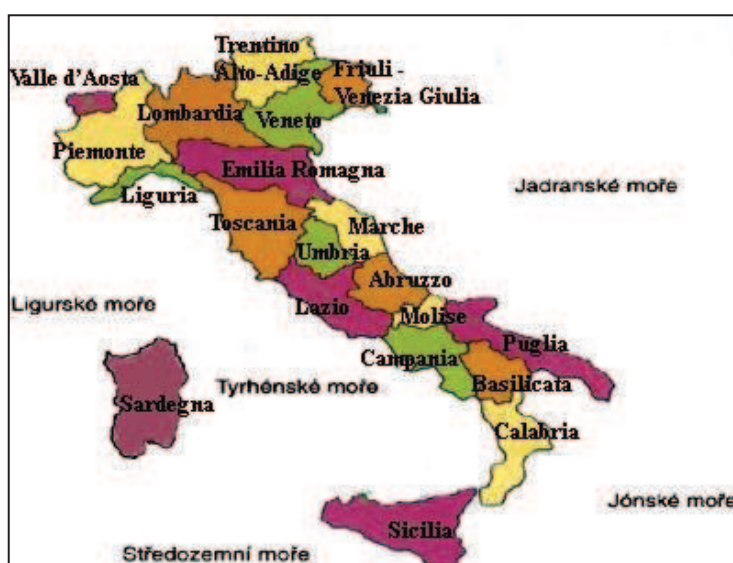 Trentino
Alto-Adige
Friuli -
Venezia Giulia
Valle d'Aosta
Lombardia
Veneto
Piemonte
Emilia Romagna
Liguria
Jadranské moře
Toscania
Marche
Umbria
Abruzzo
Ligurské moře
Lazio
Molise
Puglia
Campania
Tyrhénské moře
Basilicata
Sardegna
Calabria
Jónské moře
Sicilia
Středozemní moře